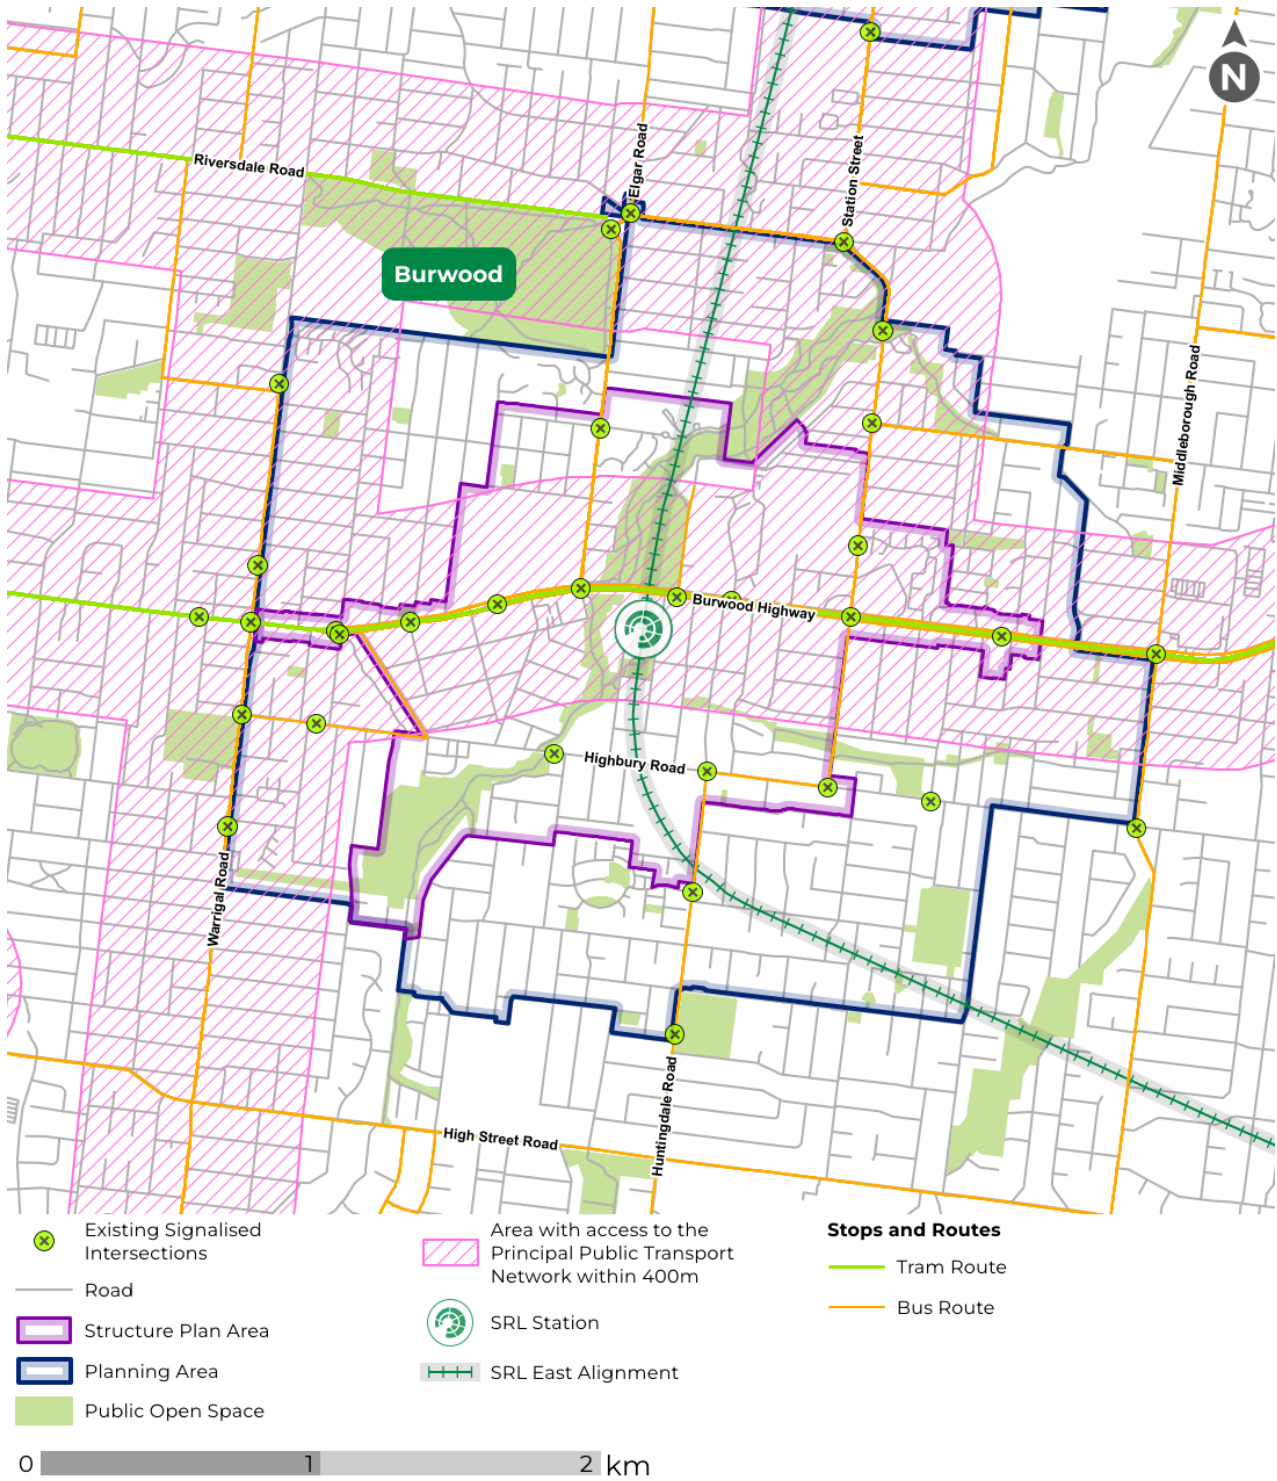 N
Elgar Road
Station Street
Riversdale Road
Burwood
Middleborough Road
Burwood Highway
Highbury Road
Warrigal Road
Huntingdale Road
High Street Road
Existing Signalised
Intersections
Road
Structure Plan Area
Planning Area
Public Open Space
Area with access to the
Principal Public Transport
Network within 400m
SRL Station
SRL East Alignment
Stops and Routes
Tram Route
Bus Route
0 1 2 km